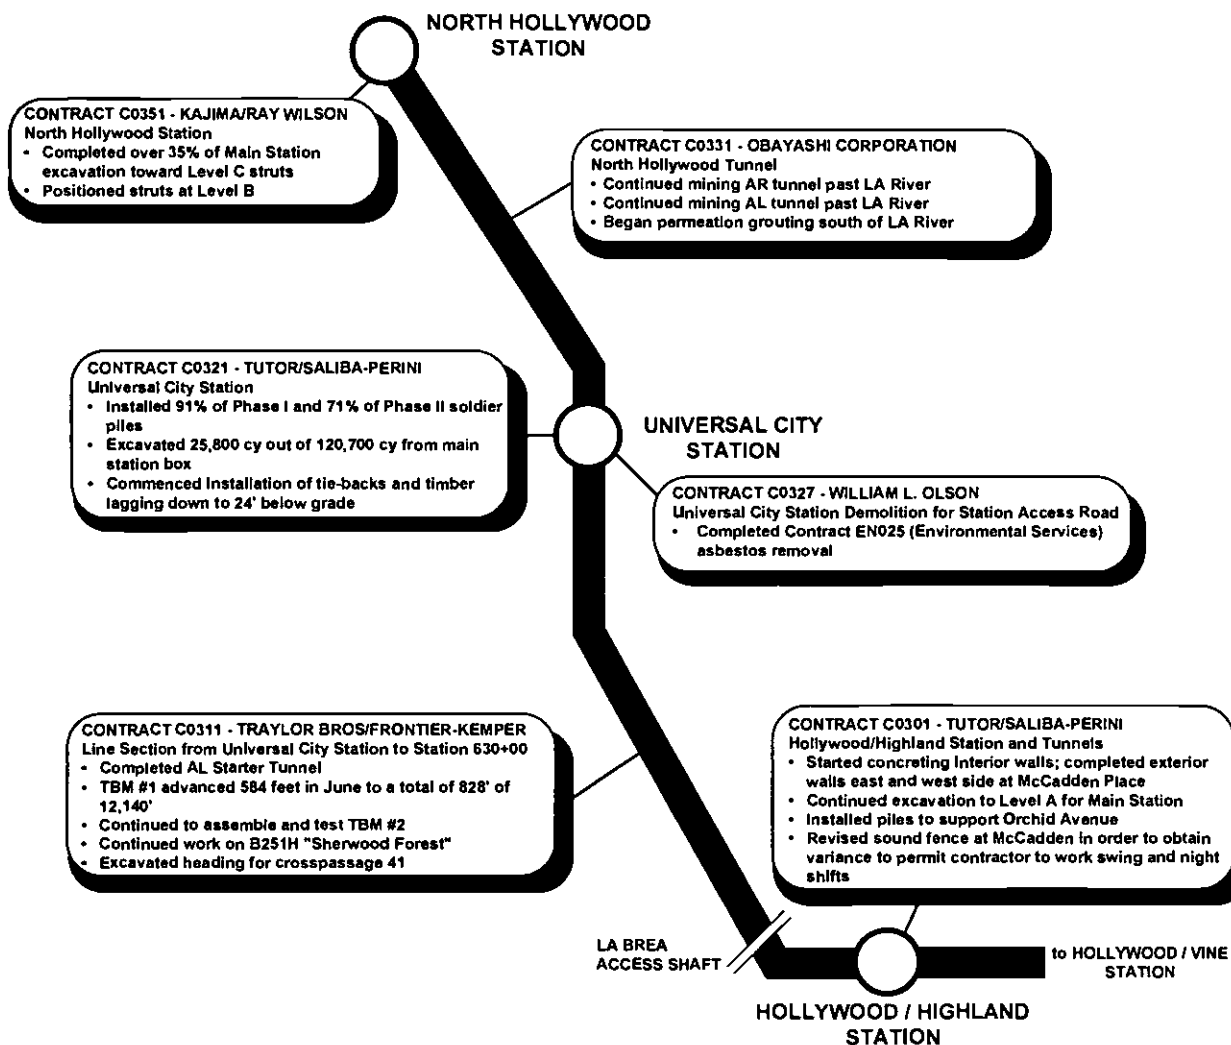 NORTH HOLLYWOOD
STATION
CONTRACT C0351 - KAJIMA/RAY WILSON
North Hollywood Station
• Completed over 35% of Main Station
excavation toward Level C struts
• Positioned struts at Level B
CONTRACT C0331 - OBAYASHI CORPORATION
North Hollywood Tunnel
• Continued mining AR tunnel past LA River
• Continued mining AL tunnel past LA River
• Began permeation grouting south of LA River
CONTRACT C0321 - TUTOR/SALIBA-PERINI
Universal City Station
• Installed 91% of Phase I and 71% of Phase II soldier
piles
• Excavated 25,800 cy out of 120,700 cy from main
station box
• Commenced Installation of tie-backs and timber
lagging down to 24' below grade
UNIVERSAL CITY
STATION
CONTRACT C0327 - WILLIAM L. OLSON
Universal City Station Demolition for Station Access Road
• Completed Contract EN025 (Environmental Services)
asbestos removal
CONTRACT C0311 - TRAYLOR BROS/FRONTIER-KEMPER
Line Section from Universal City Station to Station 630+00
• Completed AL Starter Tunnel
• TBM #1 advanced 584 feet in June to a total of 828' of
12,140'
• Continued to assemble and test TBM #2
• Continued work on B251H "Sherwood Forest"
• Excavated heading for crosspassage 41
CONTRACT C0301 - TUTOR/SALIBA-PERINI
Hollywood/Highland Station and Tunnels
• Started concreting Interior walls; completed exterior
walls east and west side at McCadden Place
• Continued excavation to Level A for Main Station
• Installed piles to support Orchid Avenue
• Revised sound fence at McCadden in order to obtain
variance to permit contractor to work swing and night
shifts
LA BREA
ACCESS SHAFT
to HOLLYWOOD / VINE
STATION
HOLLYWOOD / HIGHLAND
STATION